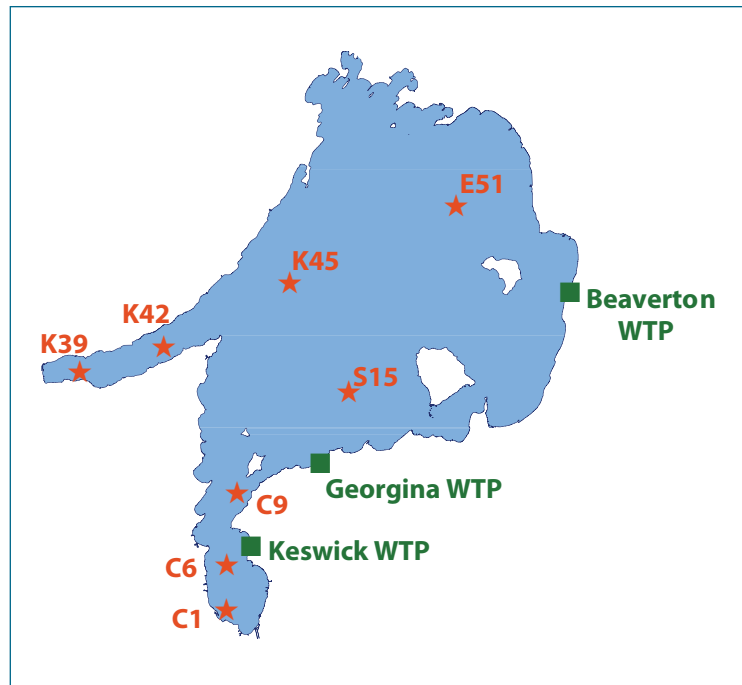 E51
K45
Beaverton
WTP
K42
K39
S15
Georgina WTP
C9
Keswick WTP
C6
C1